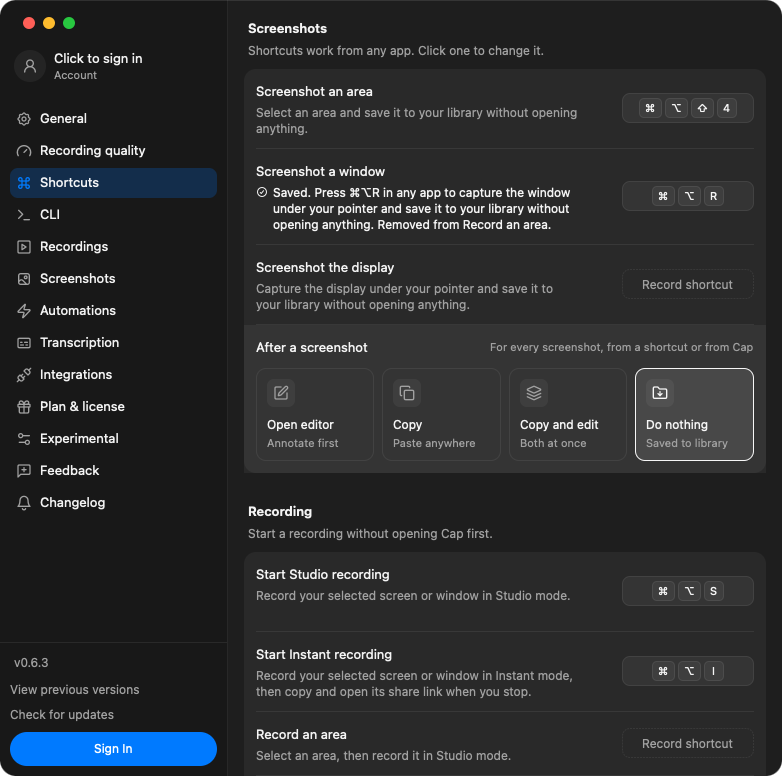 Click to sign in
Account
General
Recording quality
Shortcuts
CLI
Recordings
Screenshots
Automations
Transcription
Integrations
Plan & license
Experimental
Feedback
Changelog
v0.6.3
View previous versions
Check for updates
Sign In
Screenshots
Shortcuts work from any app. Click one to change it.
Screenshot an area
Select an area and save it to your library without opening
anything.
⌘ ⌥ ⇧ 4
Screenshot a window
Saved. Press ⌘⌥R in any app to capture the window
under your pointer and save it to your library without
opening anything. Removed from Record an area.
⌘ ⌥ R
Screenshot the display
Capture the display under your pointer and save it to
your library without opening anything.
Record shortcut
After a screenshot
For every screenshot, from a shortcut or from Cap
Open editor
Annotate first
Copy
Paste anywhere
Copy and edit
Both at once
Do nothing
Saved to library
Recording
Start a recording without opening Cap first.
Start Studio recording
Record your selected screen or window in Studio mode.
⌘ ⌥ S
Start Instant recording
Record your selected screen or window in Instant mode,
then copy and open its share link when you stop.
⌘ ⌥ I
Record an area
Select an area, then record it in Studio mode.
Record shortcut